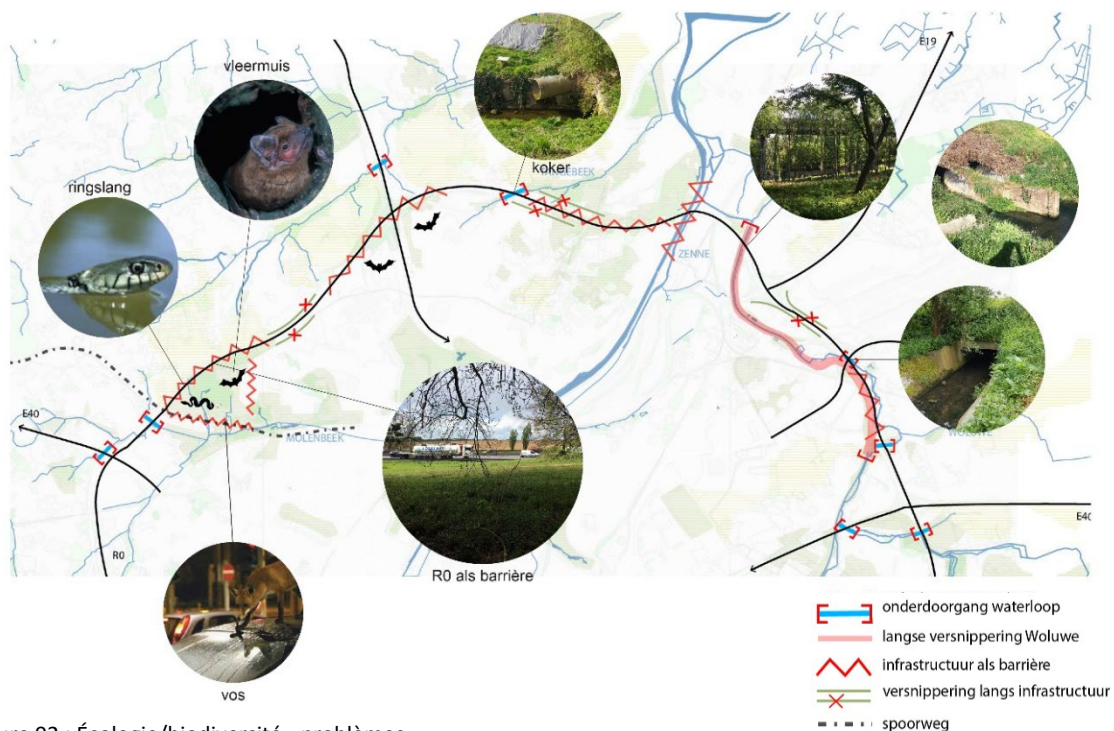 vleermuis
ringslang
koker
E19
ZENNE
E40
MOLENBEEK
WOLUWE
R0
E40
R0 als barrière
vos
onderdoorgang waterloop
langse versnippering Woluwe
infrastructuur als barrière
versnippering langs infrastructuur
spoorweg